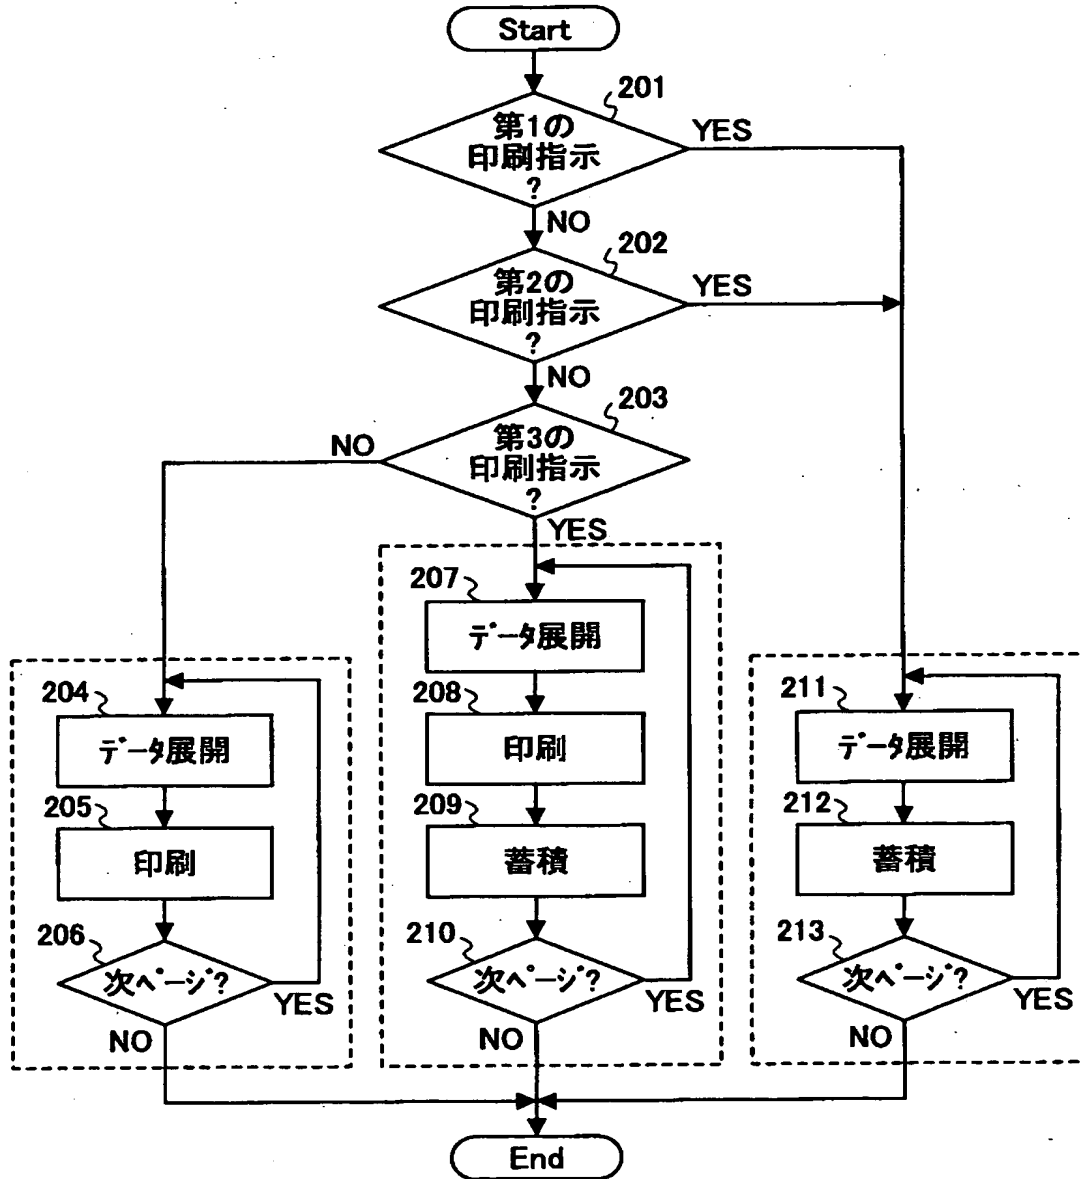 Start
201
第1の
印刷指示
?
YES
NO
202
第2の
印刷指示
?
YES
NO
203
第3の
印刷指示
?
NO
YES
207
データ展開
208
印刷
209
蓄積
210
次ページ?
YES
NO
204
データ展開
205
印刷
206
次ページ?
YES
NO
211
データ展開
212
蓄積
213
次ページ?
YES
NO
End